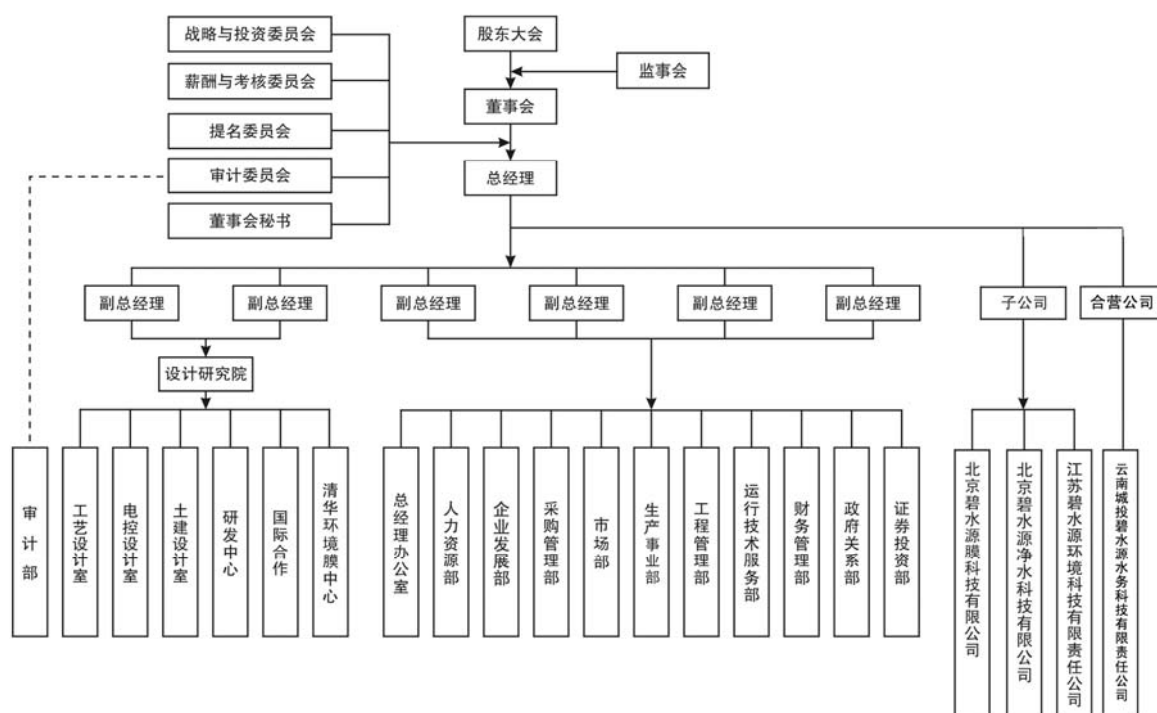 战略与投资委员会
股东大会
薪酬与考核委员会
监事会
董事会
提名委员会
审计委员会
总经理
董事会秘书
副总经理
副总经理
副总经理
副总经理
副总经理
副总经理
子公司
合营公司
设计研究院
审计部
工艺设计室
电控设计室
土建设计室
研发中心
国际合作
清华环境膜中心
总经理办公室
人力资源部
企业发展部
采购管理部
市场部
生产事业部
工程管理部
运行技术服务部
财务管理部
政府关系部
证券投资部
北京碧水源膜科技有限公司
北京碧水源净水科技有限公司
江苏碧水源环境科技有限责任公司
云南城投碧水源水务科技有限责任公司